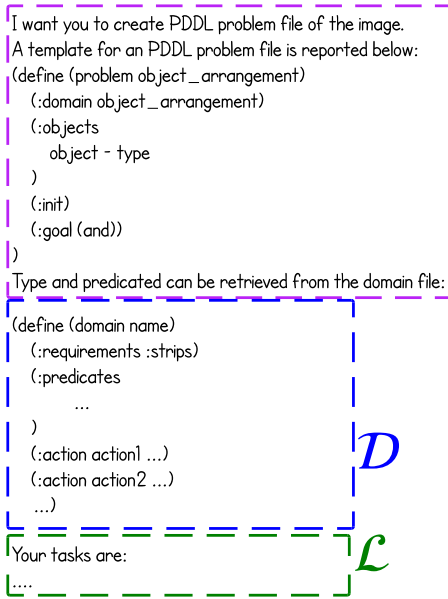 I want you to create PDDL problem file of the image.
A template for an PDDL problem file is reported below:
(define (problem object_arrangement)
(:domain object_arrangement)
(:objects
object - type
)
(:init)
(:goal (and))
)
Type and predicated can be retrieved from the domain file:
(define (domain name)
(:requirements :strips)
(:predicates
...
)
(:action action1 ...)
(:action action2 ...)
...)
D
Your tasks are:
....
L